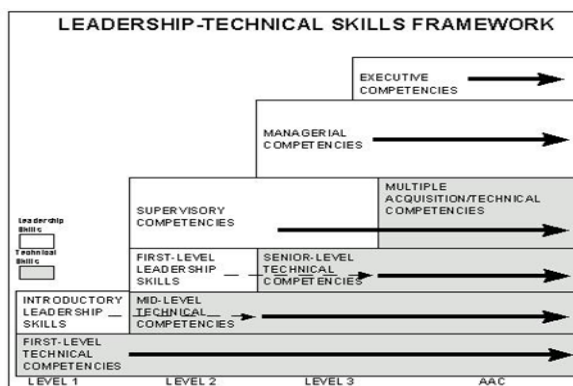 LEADERSHIP-TECHNICAL SKILLS FRAMEWORK
EXECUTIVE
COMPETENCIES
MANAGERIAL
COMPETENCIES
MULTIPLE
ACQUISITION/TECHNICAL
COMPETENCIES
SUPERVISORY
COMPETENCIES
Leadership
Skills
Technical
Skills
FIRST-LEVEL
LEADERSHIP
SKILLS
SENIOR-LEVEL
TECHNICAL
COMPETENCIES
INTRODUCTORY
LEADERSHIP
SKILLS
MID-LEVEL
TECHNICAL
COMPETENCIES
FIRST-LEVEL
TECHNICAL
COMPETENCIES
LEVEL 1
LEVEL 2
LEVEL 3
AAC